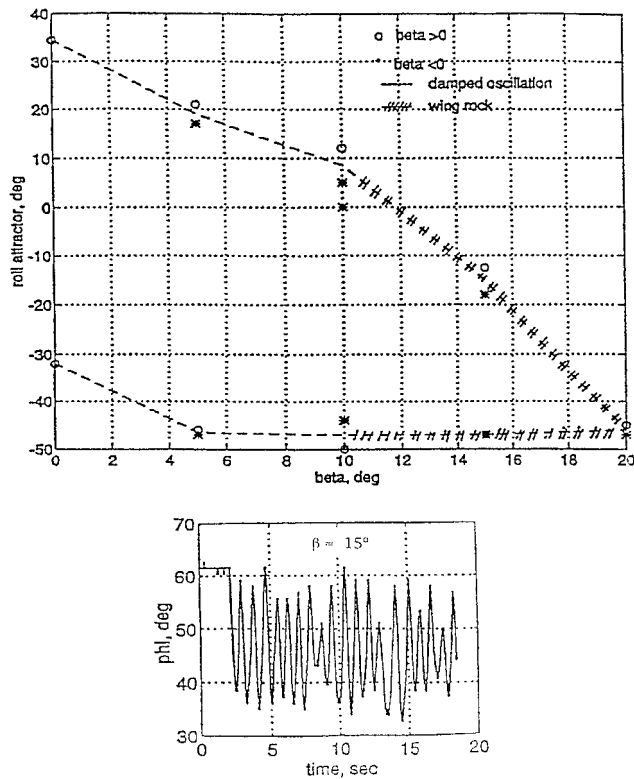 40
30
20
10
0
-10
-20
-30
-40
-50
roll attractor, deg
o beta >0
* beta <0
damped oscillation
wing rock
0 2 4 6 8 10 12 14 16 18 20
beta, deg
70
60
50
40
30
phi, deg
β = 15°
0 5 10 15 20
time, sec